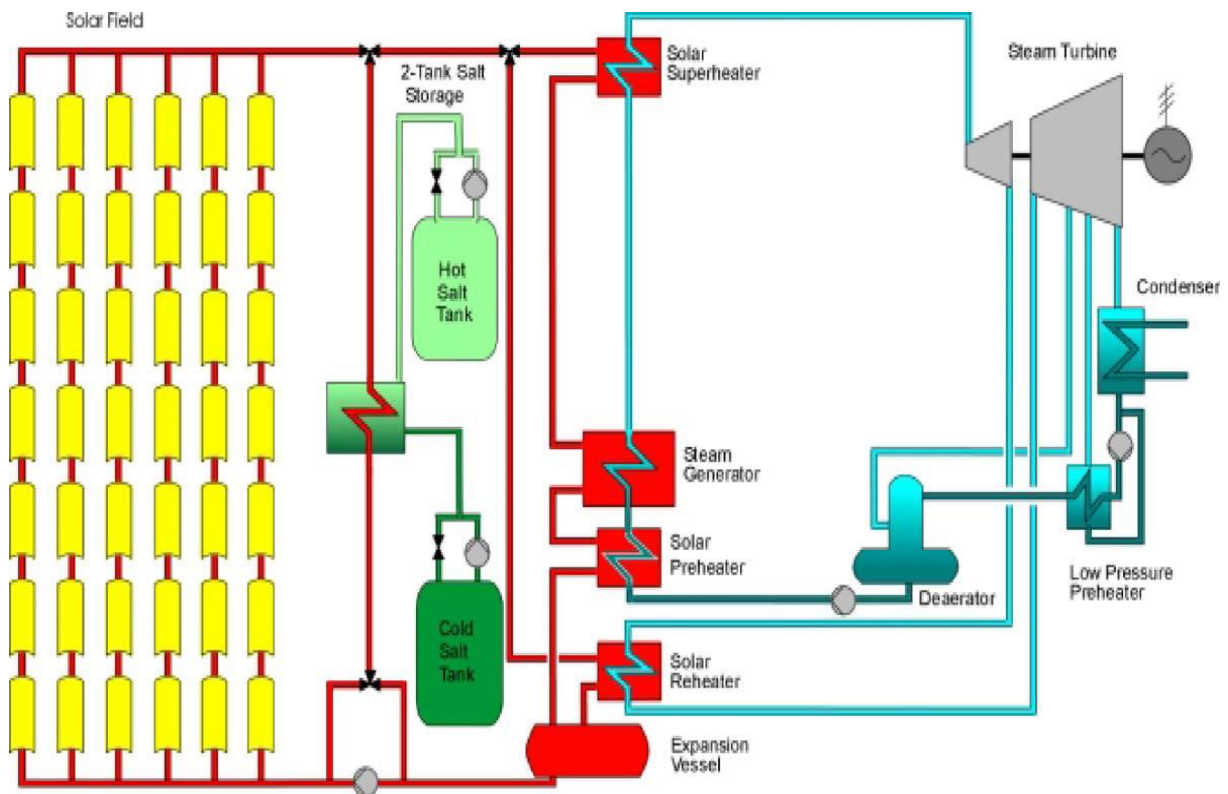 Solar Field
2-Tank Salt
Storage
Hot
Salt
Tank
Cold
Salt
Tank
Solar
Superheater
Steam
Generator
Solar
Preheater
Solar
Reheater
Expansion
Vessel
Steam Turbine
Condenser
Low Pressure
Preheater
Deaerator